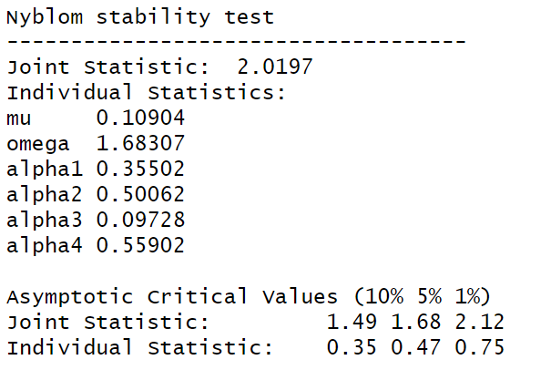 Nyblom stability test
------------------------------------
Joint Statistic:  2.0197
Individual Statistics:
mu     0.10904
omega  1.68307
alpha1 0.35502
alpha2 0.50062
alpha3 0.09728
alpha4 0.55902
Asymptotic Critical Values (10% 5% 1%)
Joint Statistic:         1.49 1.68 2.12
Individual Statistic:    0.35 0.47 0.75